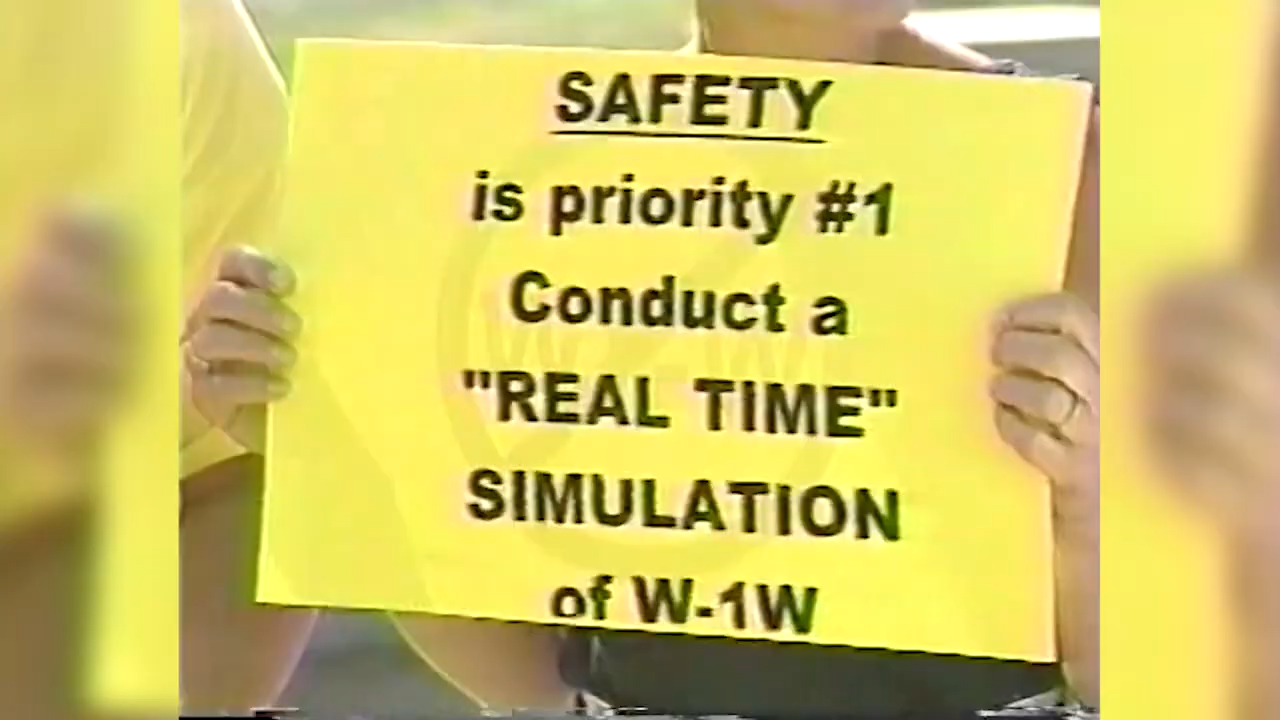 SAFETY
is priority #1
Conduct a
"REAL TIME"
SIMULATION
of W-1W